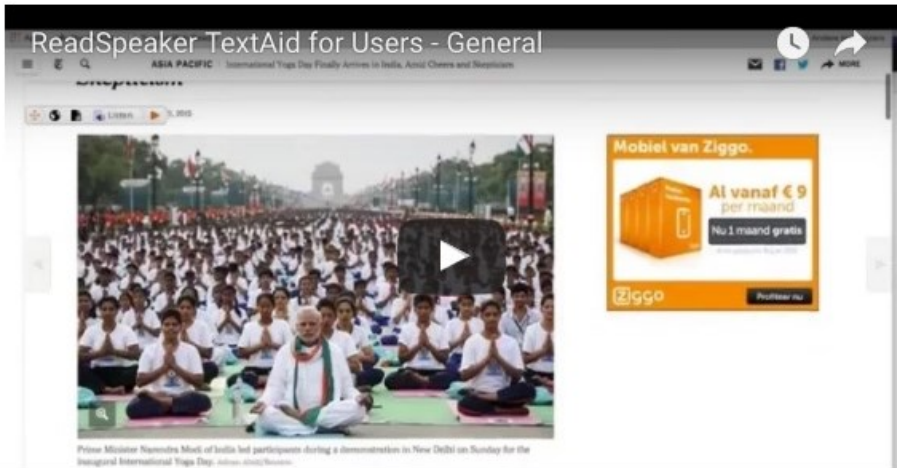 ReadSpeaker TextAid for Users - General
ASIA PACIFIC International Yoga Day Finally Arrives in India, Amid Cheers and Skepticism
MORE
Skepticism
Listen
, 2015
Mobiel van Ziggo.
Al vanaf € 9
per maand
Nu 1 maand gratis
Ziggo
Profiteer nu
Prime Minister Narendra Modi of India led participants during a demonstration in New Delhi on Sunday for the
inaugural International Yoga Day.